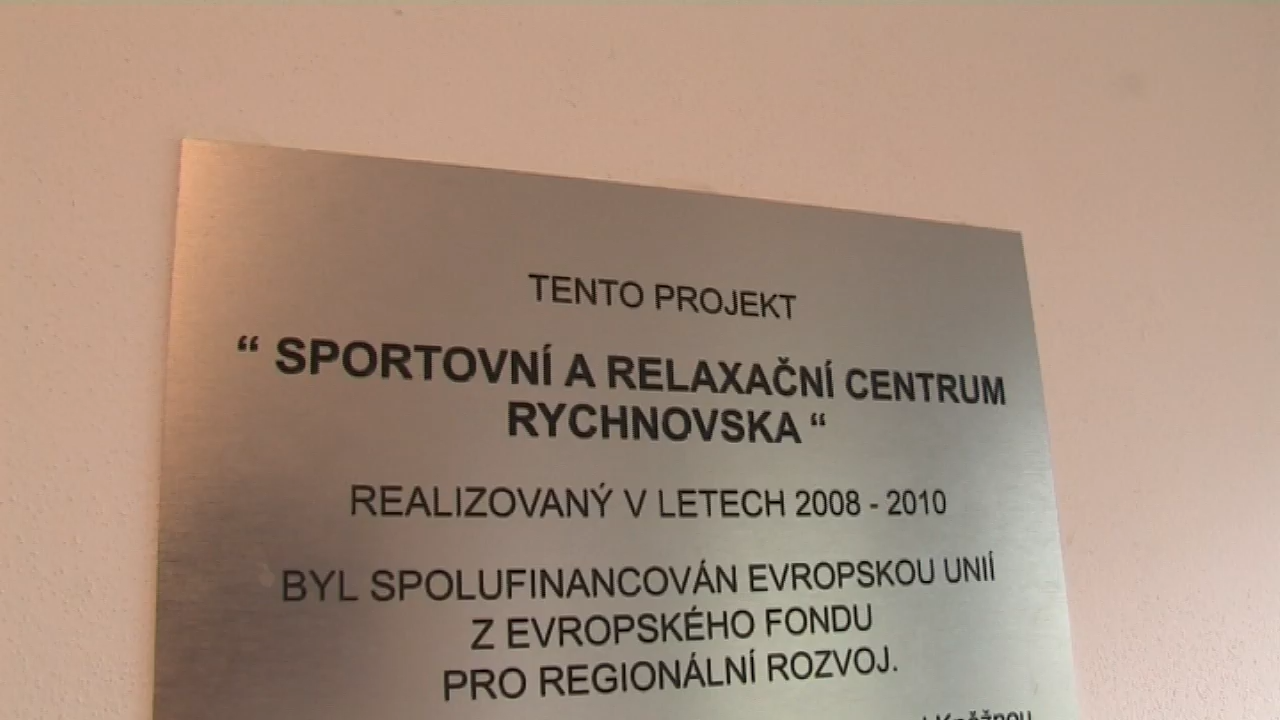 TENTO PROJEKT
“ SPORTOVNÍ A RELAXAČNÍ CENTRUM
RYCHNOVSKA “
REALIZOVANÝ V LETECH 2008 - 2010
BYL SPOLUFINANCOVÁN EVROPSKOU UNIÍ
Z EVROPSKÉHO FONDU
PRO REGIONÁLNÍ ROZVOJ.
Kněžnou